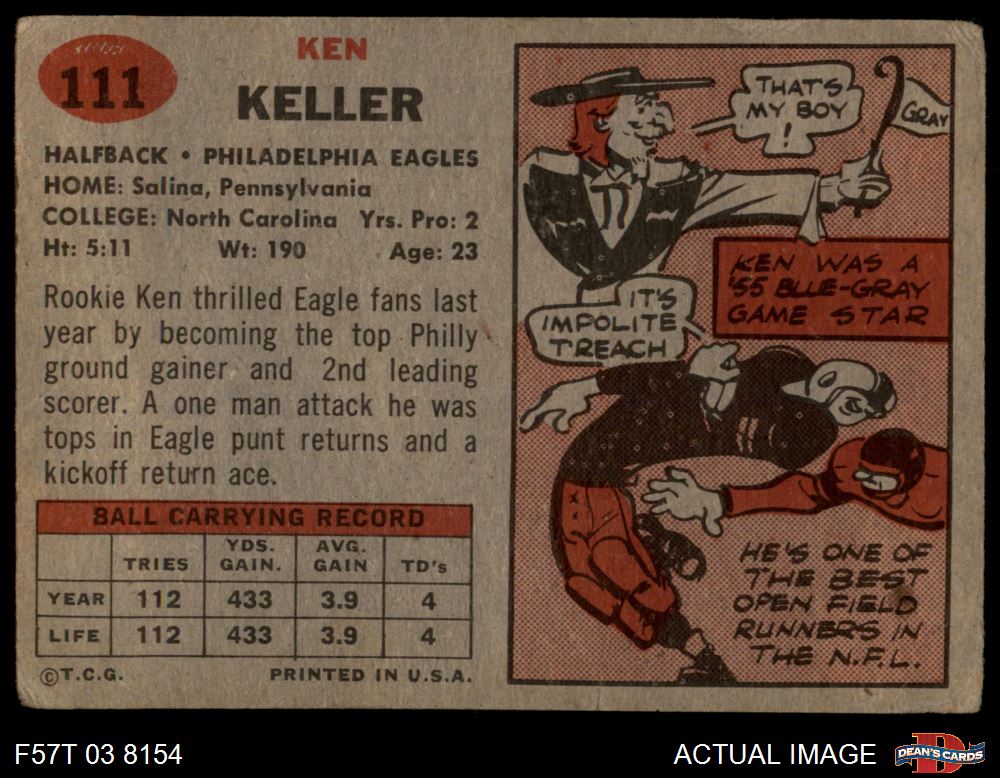 111
KEN
KELLER
HALFBACK • PHILADELPHIA EAGLES
HOME: Salina, Pennsylvania
COLLEGE: North Carolina Yrs. Pro: 2
Ht: 5:11 Wt: 190 Age: 23
Rookie Ken thrilled Eagle fans last
year by becoming the top Philly
ground gainer and 2nd leading
scorer. A one man attack he was
tops in Eagle punt returns and a
kickoff return ace.
BALL CARRYING RECORD
TRIES YDS. GAIN. AVG. GAIN TD's
YEAR 112 433 3.9 4
LIFE 112 433 3.9 4
©T.C.G. PRINTED IN U.S.A.
THAT'S
MY BOY
!
GRAY
KEN WAS A
'55 BLUE-GRAY
GAME STAR
IT'S
IMPOLITE
T'REACH
HE'S ONE OF
THE BEST
OPEN FIELD
RUNNERS IN
THE N.F.L.
F57T 03 8154
ACTUAL IMAGE
DEAN'S CARDS